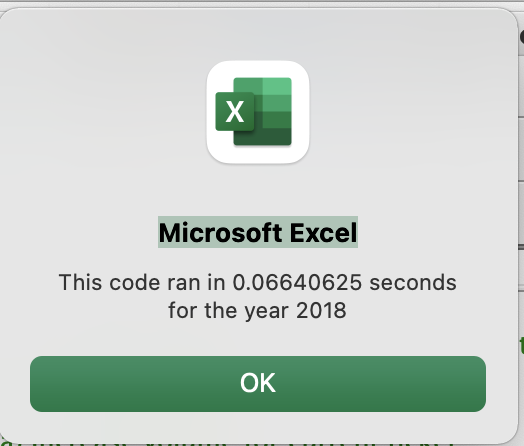 X
Microsoft Excel
This code ran in 0.06640625 seconds
for the year 2018
OK